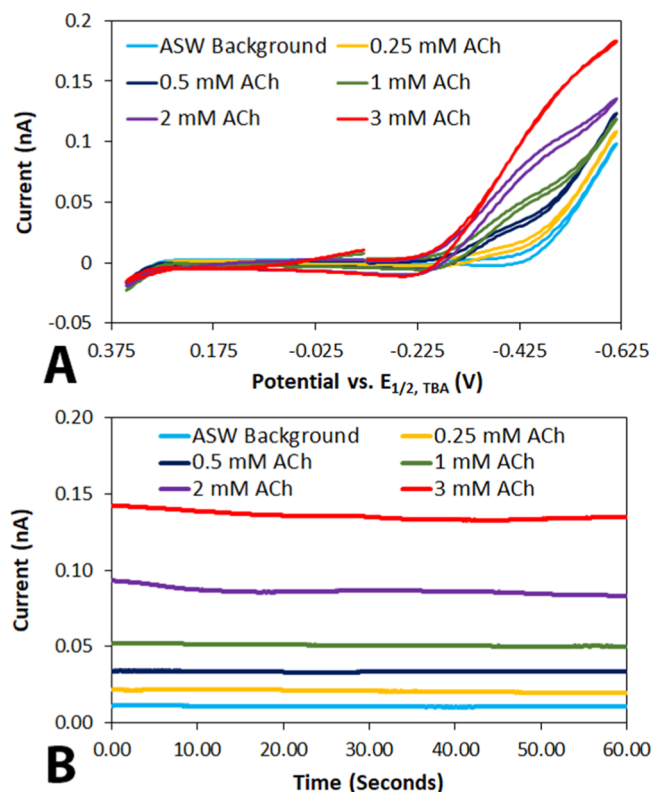 0.2
ASW Background 0.25 mM ACh
0.15
0.5 mM ACh 1 mM ACh
2 mM ACh 3 mM ACh
0.1
Current (nA)
0.05
0
-0.05
0.375 0.175 -0.025 -0.225 -0.425 -0.625
A
Potential vs. E1/2, TBA (V)
0.20
ASW Background 0.25 mM ACh
0.5 mM ACh 1 mM ACh
2 mM ACh 3 mM ACh
0.15
Current (nA)
0.10
0.05
0.00
0.00 10.00 20.00 30.00 40.00 50.00 60.00
B
Time (Seconds)